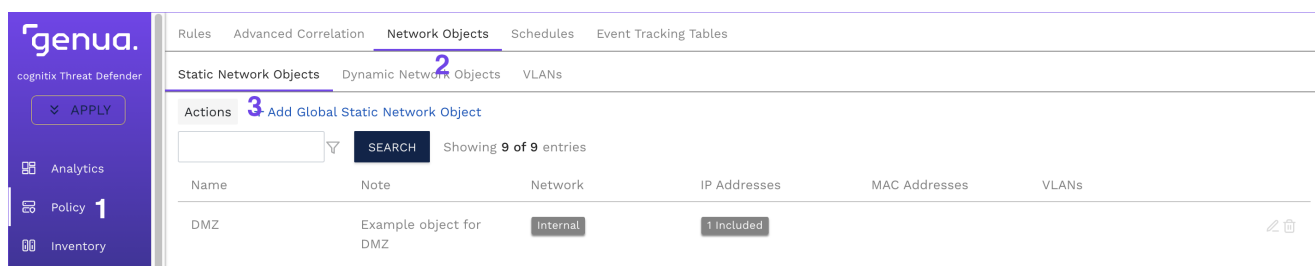 genua.
cognitix Threat Defender
APPLY
Analytics
Policy 1
Inventory
Rules Advanced Correlation Network Objects Schedules Event Tracking Tables
2
Static Network Objects Dynamic Network Objects VLANs
Actions 3 + Add Global Static Network Object
SEARCH Showing 9 of 9 entries
Name Note Network IP Addresses MAC Addresses VLANs
DMZ Example object for Internal 1 Included
DMZ